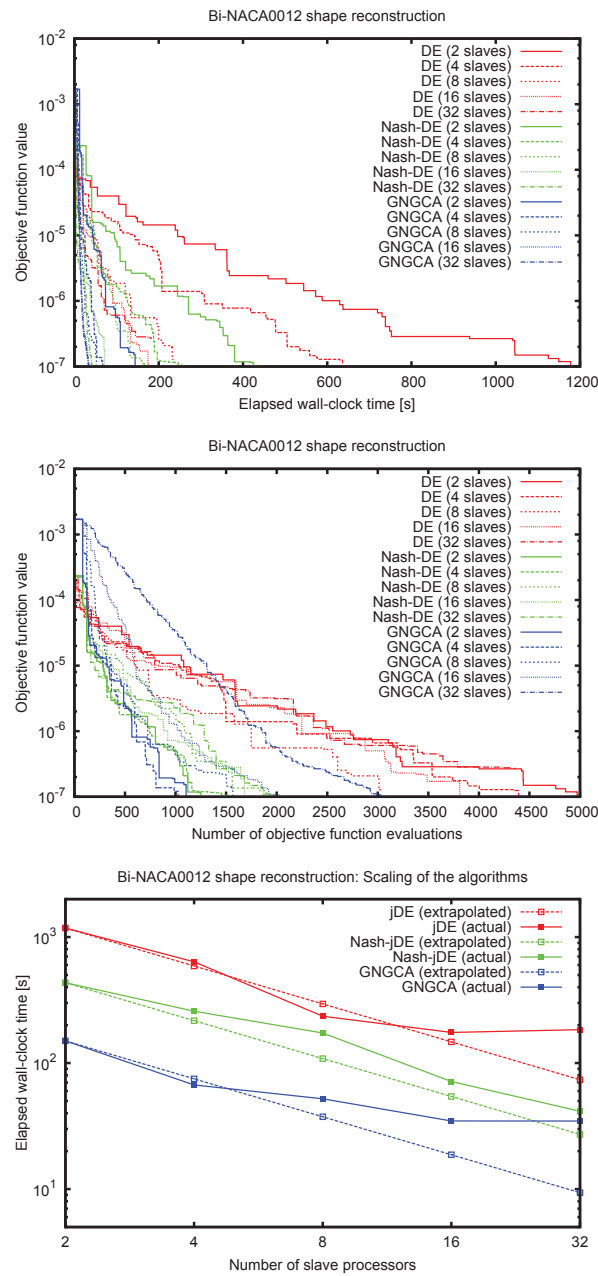 Bi-NACA0012 shape reconstruction
10^-2
10^-3
10^-4
10^-5
10^-6
10^-7
Objective function value
DE (2 slaves)
DE (4 slaves)
DE (8 slaves)
DE (16 slaves)
DE (32 slaves)
Nash-DE (2 slaves)
Nash-DE (4 slaves)
Nash-DE (8 slaves)
Nash-DE (16 slaves)
Nash-DE (32 slaves)
GNGCA (2 slaves)
GNGCA (4 slaves)
GNGCA (8 slaves)
GNGCA (16 slaves)
GNGCA (32 slaves)
0 200 400 600 800 1000 1200
Elapsed wall-clock time [s]
Bi-NACA0012 shape reconstruction
10^-2
10^-3
10^-4
10^-5
10^-6
10^-7
Objective function value
DE (2 slaves)
DE (4 slaves)
DE (8 slaves)
DE (16 slaves)
DE (32 slaves)
Nash-DE (2 slaves)
Nash-DE (4 slaves)
Nash-DE (8 slaves)
Nash-DE (16 slaves)
Nash-DE (32 slaves)
GNGCA (2 slaves)
GNGCA (4 slaves)
GNGCA (8 slaves)
GNGCA (16 slaves)
GNGCA (32 slaves)
0 500 1000 1500 2000 2500 3000 3500 4000 4500 5000
Number of objective function evaluations
Bi-NACA0012 shape reconstruction: Scaling of the algorithms
10^3
10^2
10^1
Elapsed wall-clock time [s]
jDE (extrapolated)
jDE (actual)
Nash-jDE (extrapolated)
Nash-jDE (actual)
GNGCA (extrapolated)
GNGCA (actual)
2 4 8 16 32
Number of slave processors